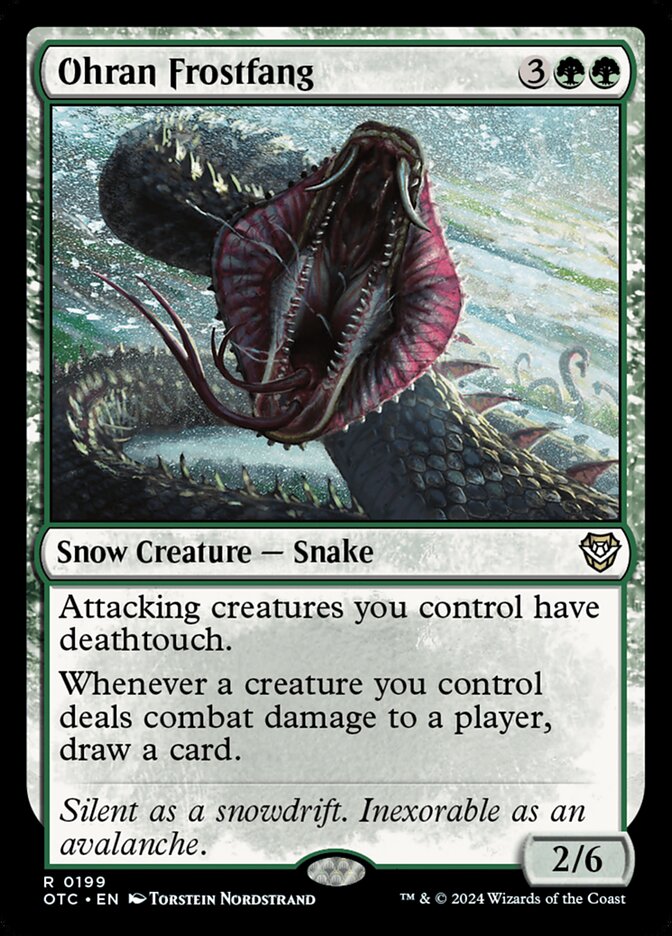 Ohran Frostfang 3
Snow Creature — Snake
Attacking creatures you control have
deathtouch.
Whenever a creature you control
deals combat damage to a player,
draw a card.
Silent as a snowdrift. Inexorable as an
avalanche.
2/6
R 0199
OTC • EN Torstein Nordstrand
™ & © 2024 Wizards of the Coast